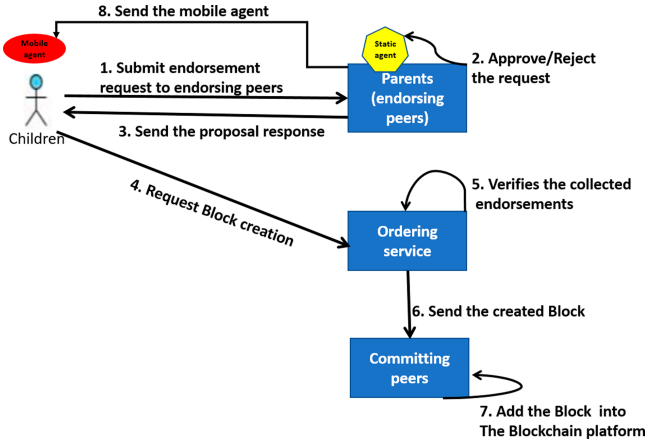 8. Send the mobile agent
Mobile
agent
Static
agent
2. Approve/Reject
the request
1. Submit endorsement
request to endorsing peers
Parents
(endorsing
peers)
3. Send the proposal response
Children
4. Request Block creation
5. Verifies the collected
endorsements
Ordering
service
6. Send the created Block
Committing
peers
7. Add the Block into
The Blockchain platform